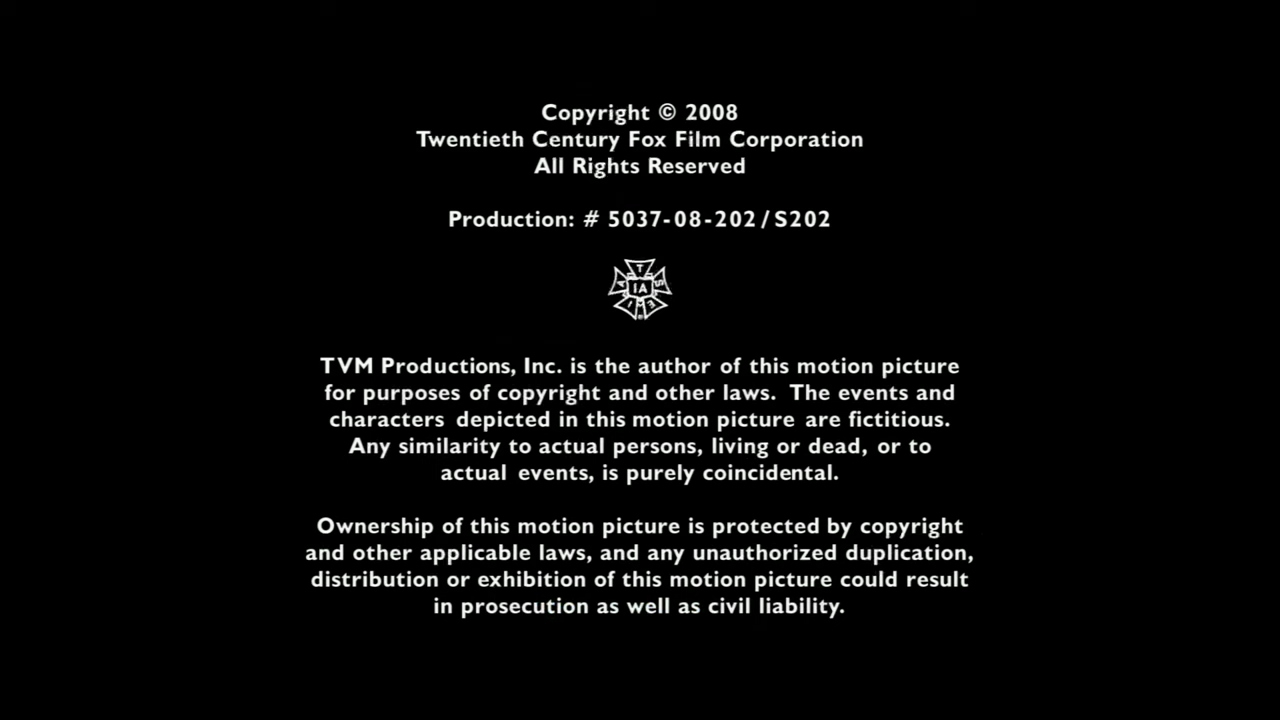 Copyright © 2008
Twentieth Century Fox Film Corporation
All Rights Reserved
Production: # 5037-08-202/S202
IATSE
IA
M
®
TVM Productions, Inc. is the author of this motion picture
for purposes of copyright and other laws. The events and
characters depicted in this motion picture are fictitious.
Any similarity to actual persons, living or dead, or to
actual events, is purely coincidental.
Ownership of this motion picture is protected by copyright
and other applicable laws, and any unauthorized duplication,
distribution or exhibition of this motion picture could result
in prosecution as well as civil liability.